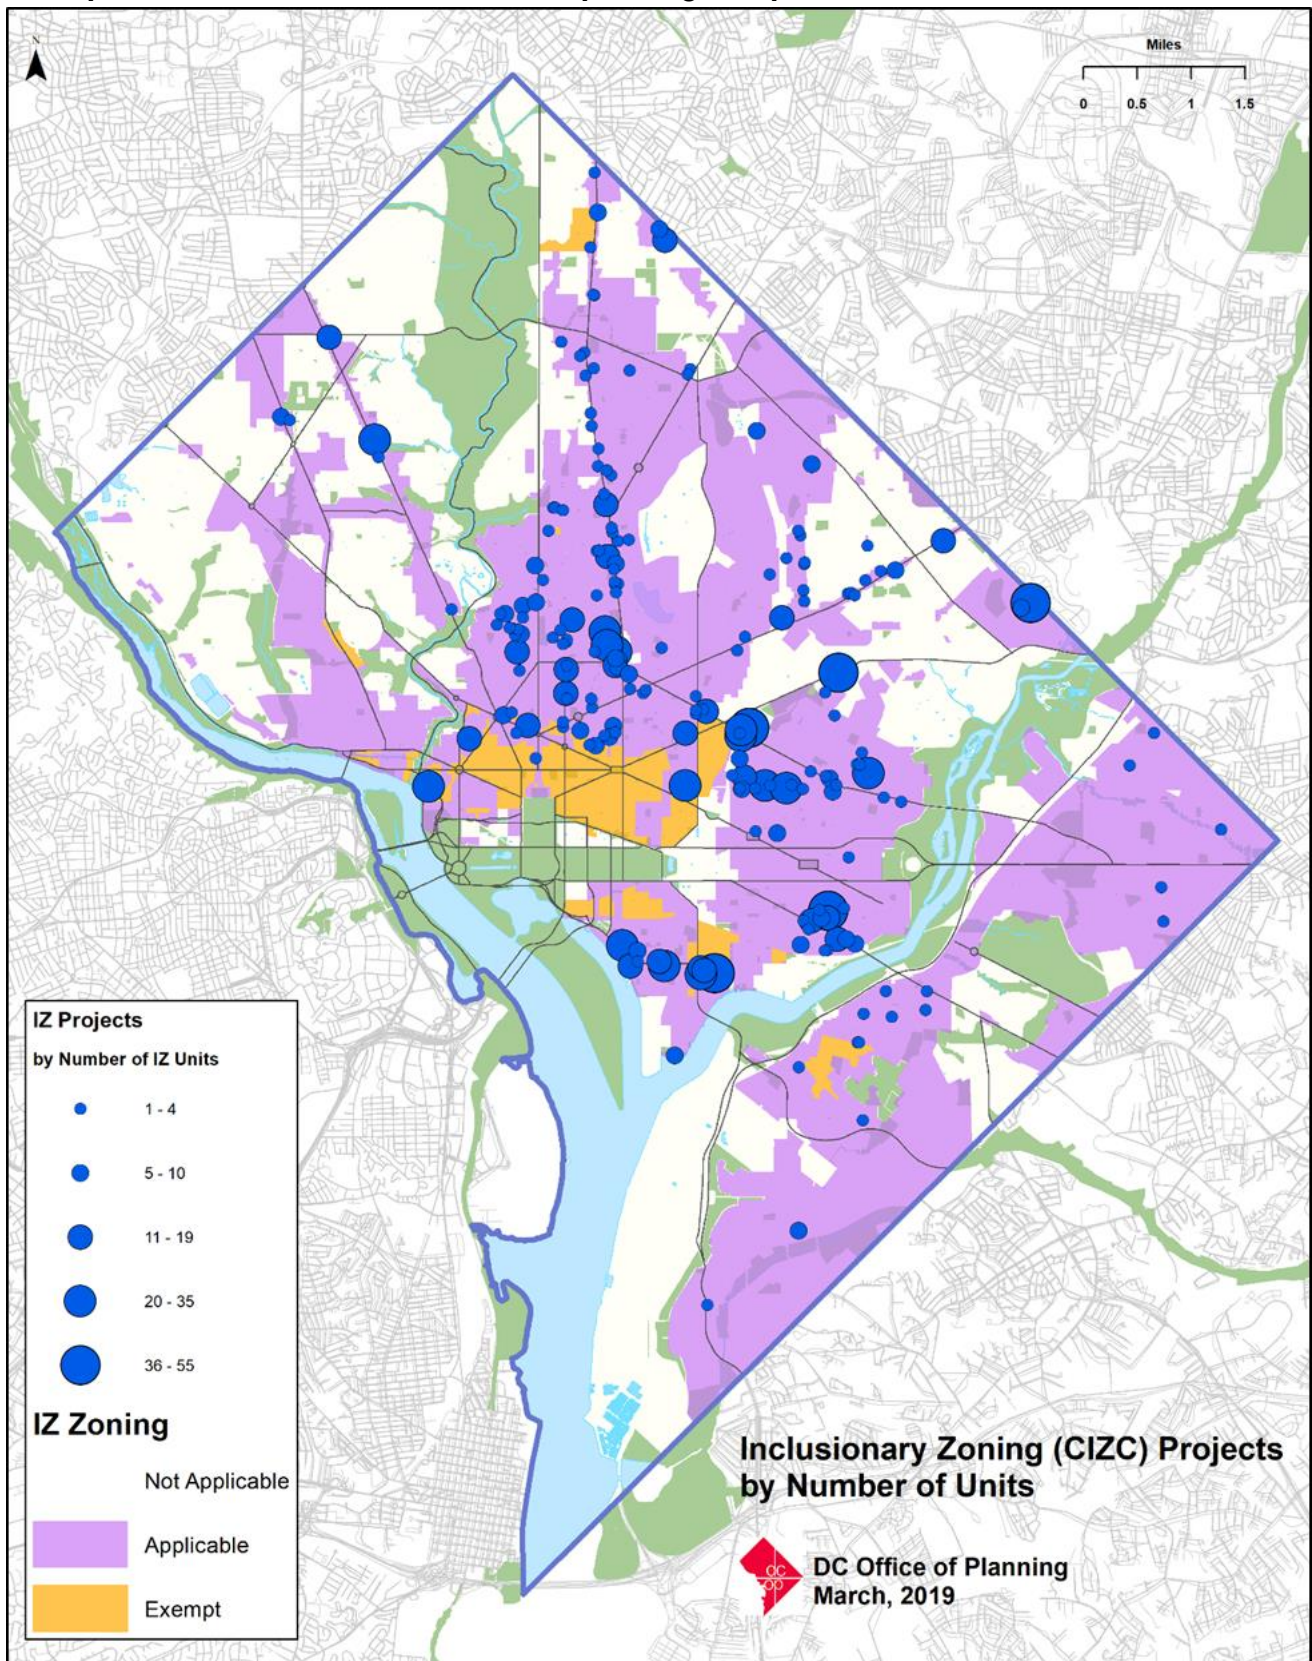 N
Miles
0 0.5 1 1.5
IZ Projects
by Number of IZ Units
1 - 4
5 - 10
11 - 19
20 - 35
36 - 55
IZ Zoning
Not Applicable
Applicable
Exempt
Inclusionary Zoning (CIZC) Projects
by Number of Units
dc
op
DC Office of Planning
March, 2019